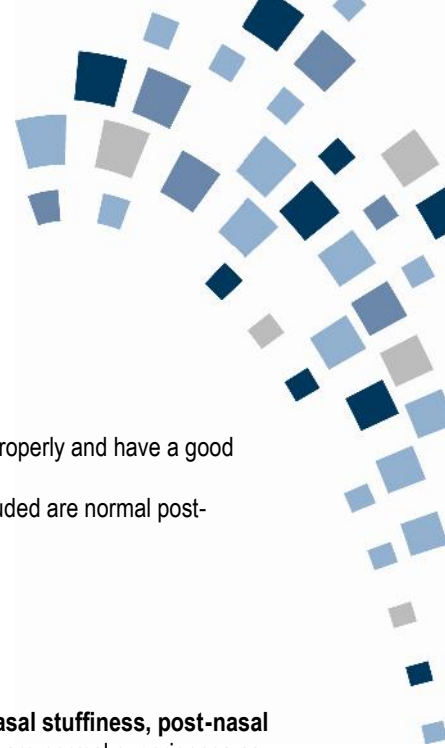 roperly and have a good
uded are normal post-
asal stuffiness, post-nasal